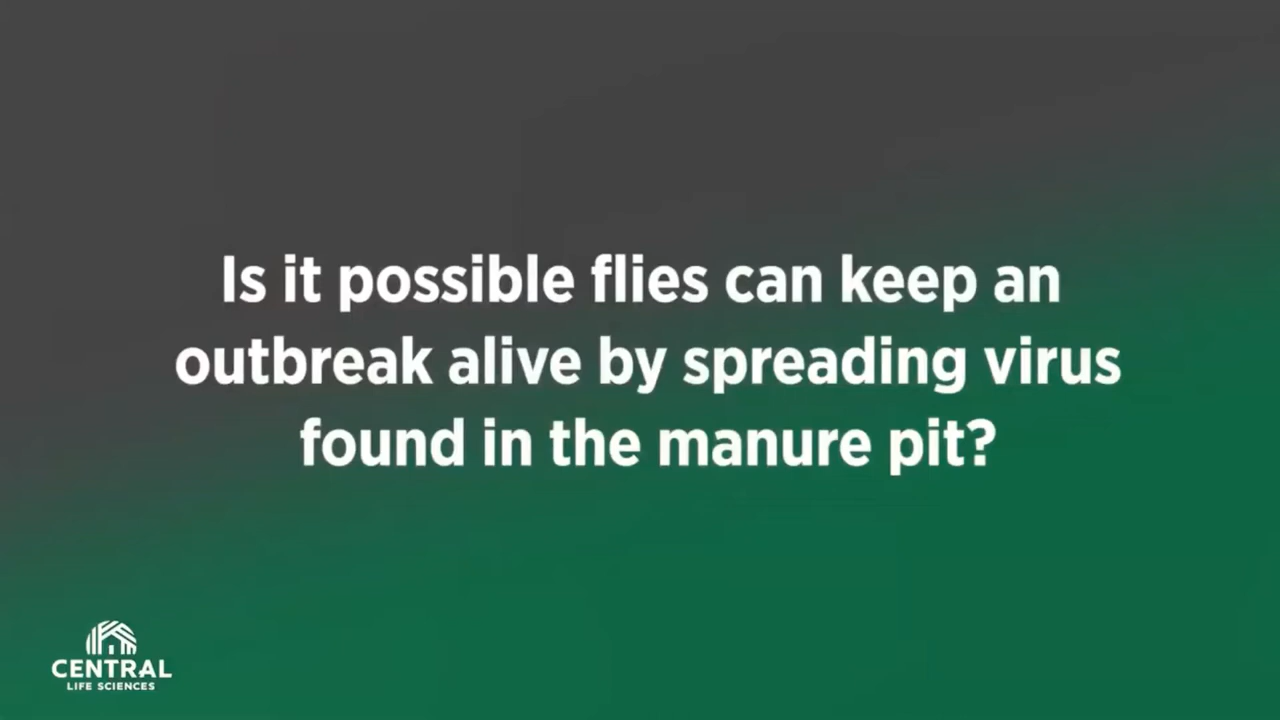 Is it possible flies can keep an
outbreak alive by spreading virus
found in the manure pit?
CENTRAL
LIFE SCIENCES